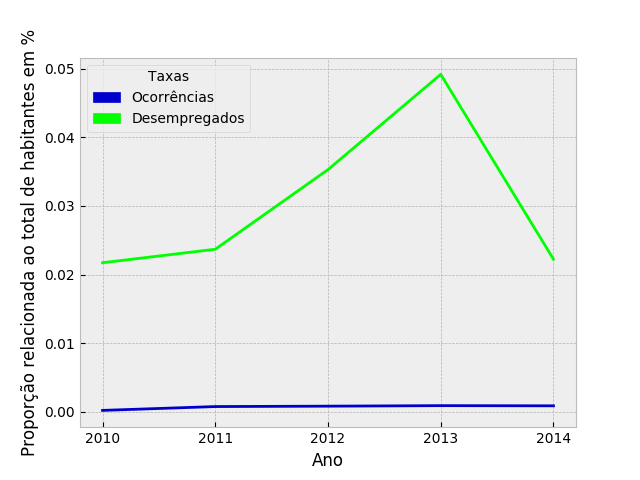 Proporção relacionada ao total de habitantes em %
0.05
0.04
0.03
0.02
0.01
0.00
Taxas
Ocorrências
Desempregados
2010 2011 2012 2013 2014
Ano